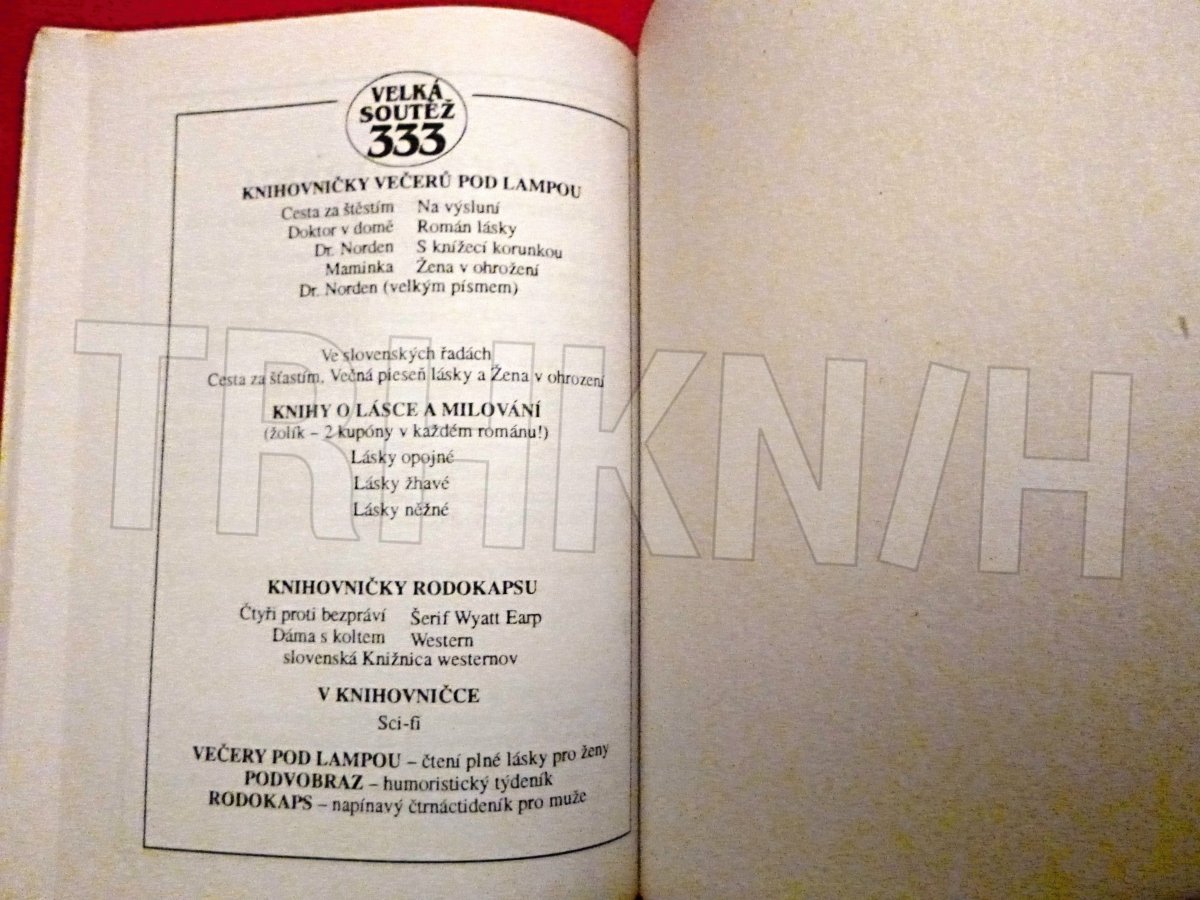 VELKÁ
SOUTĚŽ
333
KNIHOVNIČKY VEČERŮ POD LAMPOU
Cesta za štěstím Na výsluní
Doktor v domě Román lásky
Dr. Norden S knížecí korunkou
Maminka Žena v ohrožení
Dr. Norden (velkým písmem)
Ve slovenských řadách
Cesta za šťastím, Večná pieseň lásky a Žena v ohrození
KNIHY O LÁSCE A MILOVÁNÍ
(žolík – 2 kupóny v každém románu!)
Lásky opojné
Lásky žhavé
Lásky něžné
TRHKN/H
KNIHOVNIČKY RODOKAPSU
Čtyři proti bezpráví Šerif Wyatt Earp
Dáma s koltem Western
slovenská Knižnica westernov
V KNIHOVNIČCE
Sci-fi
VEČERY POD LAMPOU – čtení plné lásky pro ženy
PODVOBRAZ – humoristický týdeník
RODOKAPS – napínavý čtrnáctideník pro muže